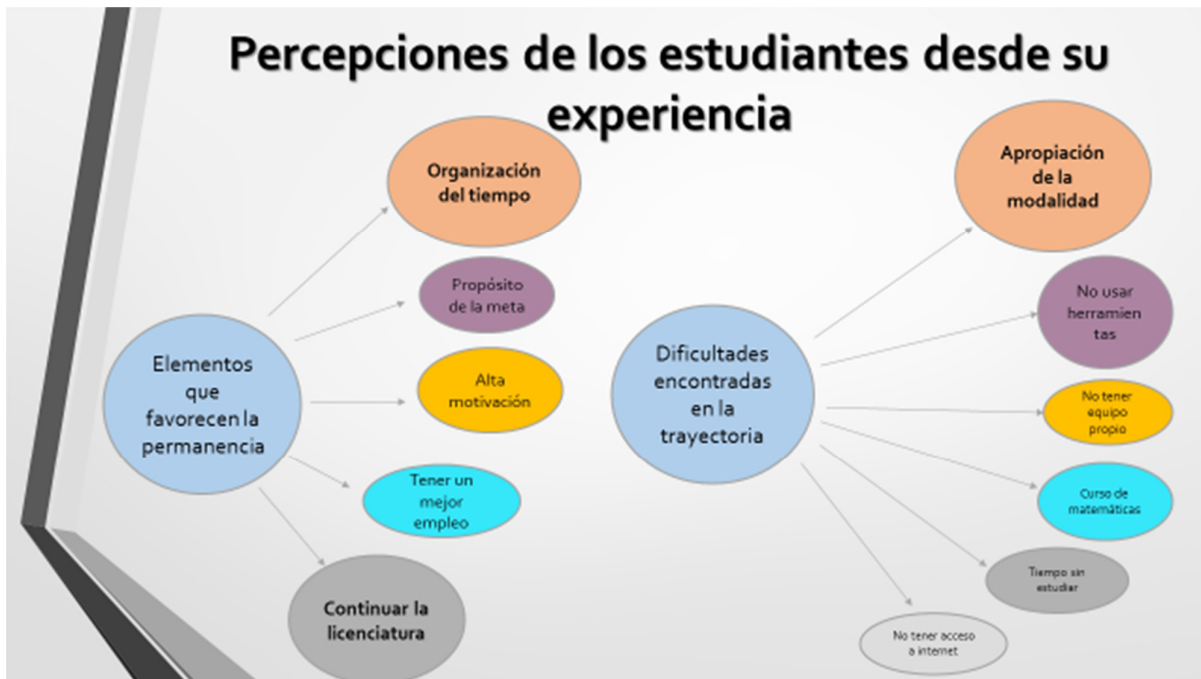 Percepciones de los estudiantes desde su
experiencia
Elementos
que
favorecen la
permanencia
Organización
del tiempo
Propósito
de la meta
Alta
motivación
Tener un
mejor
empleo
Continuar la
licenciatura
Dificultades
encontradas
en la
trayectoria
Apropiación
de la
modalidad
No usar
herramien
tas
No tener
equipo
propio
Curso de
matemáticas
Tiempo sin
estudiar
No tener acceso
a internet